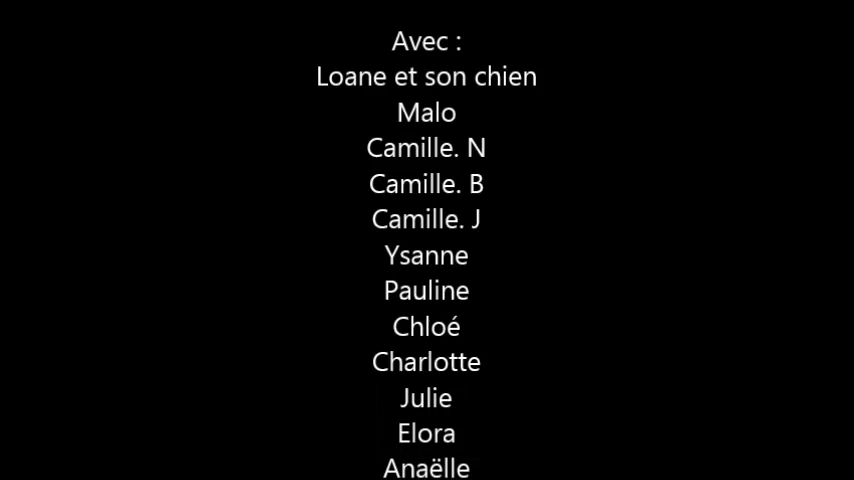 Avec :
Loane et son chien
Malo
Camille. N
Camille. B
Camille. J
Ysanne
Pauline
Chloé
Charlotte
Julie
Elora
Anaëlle